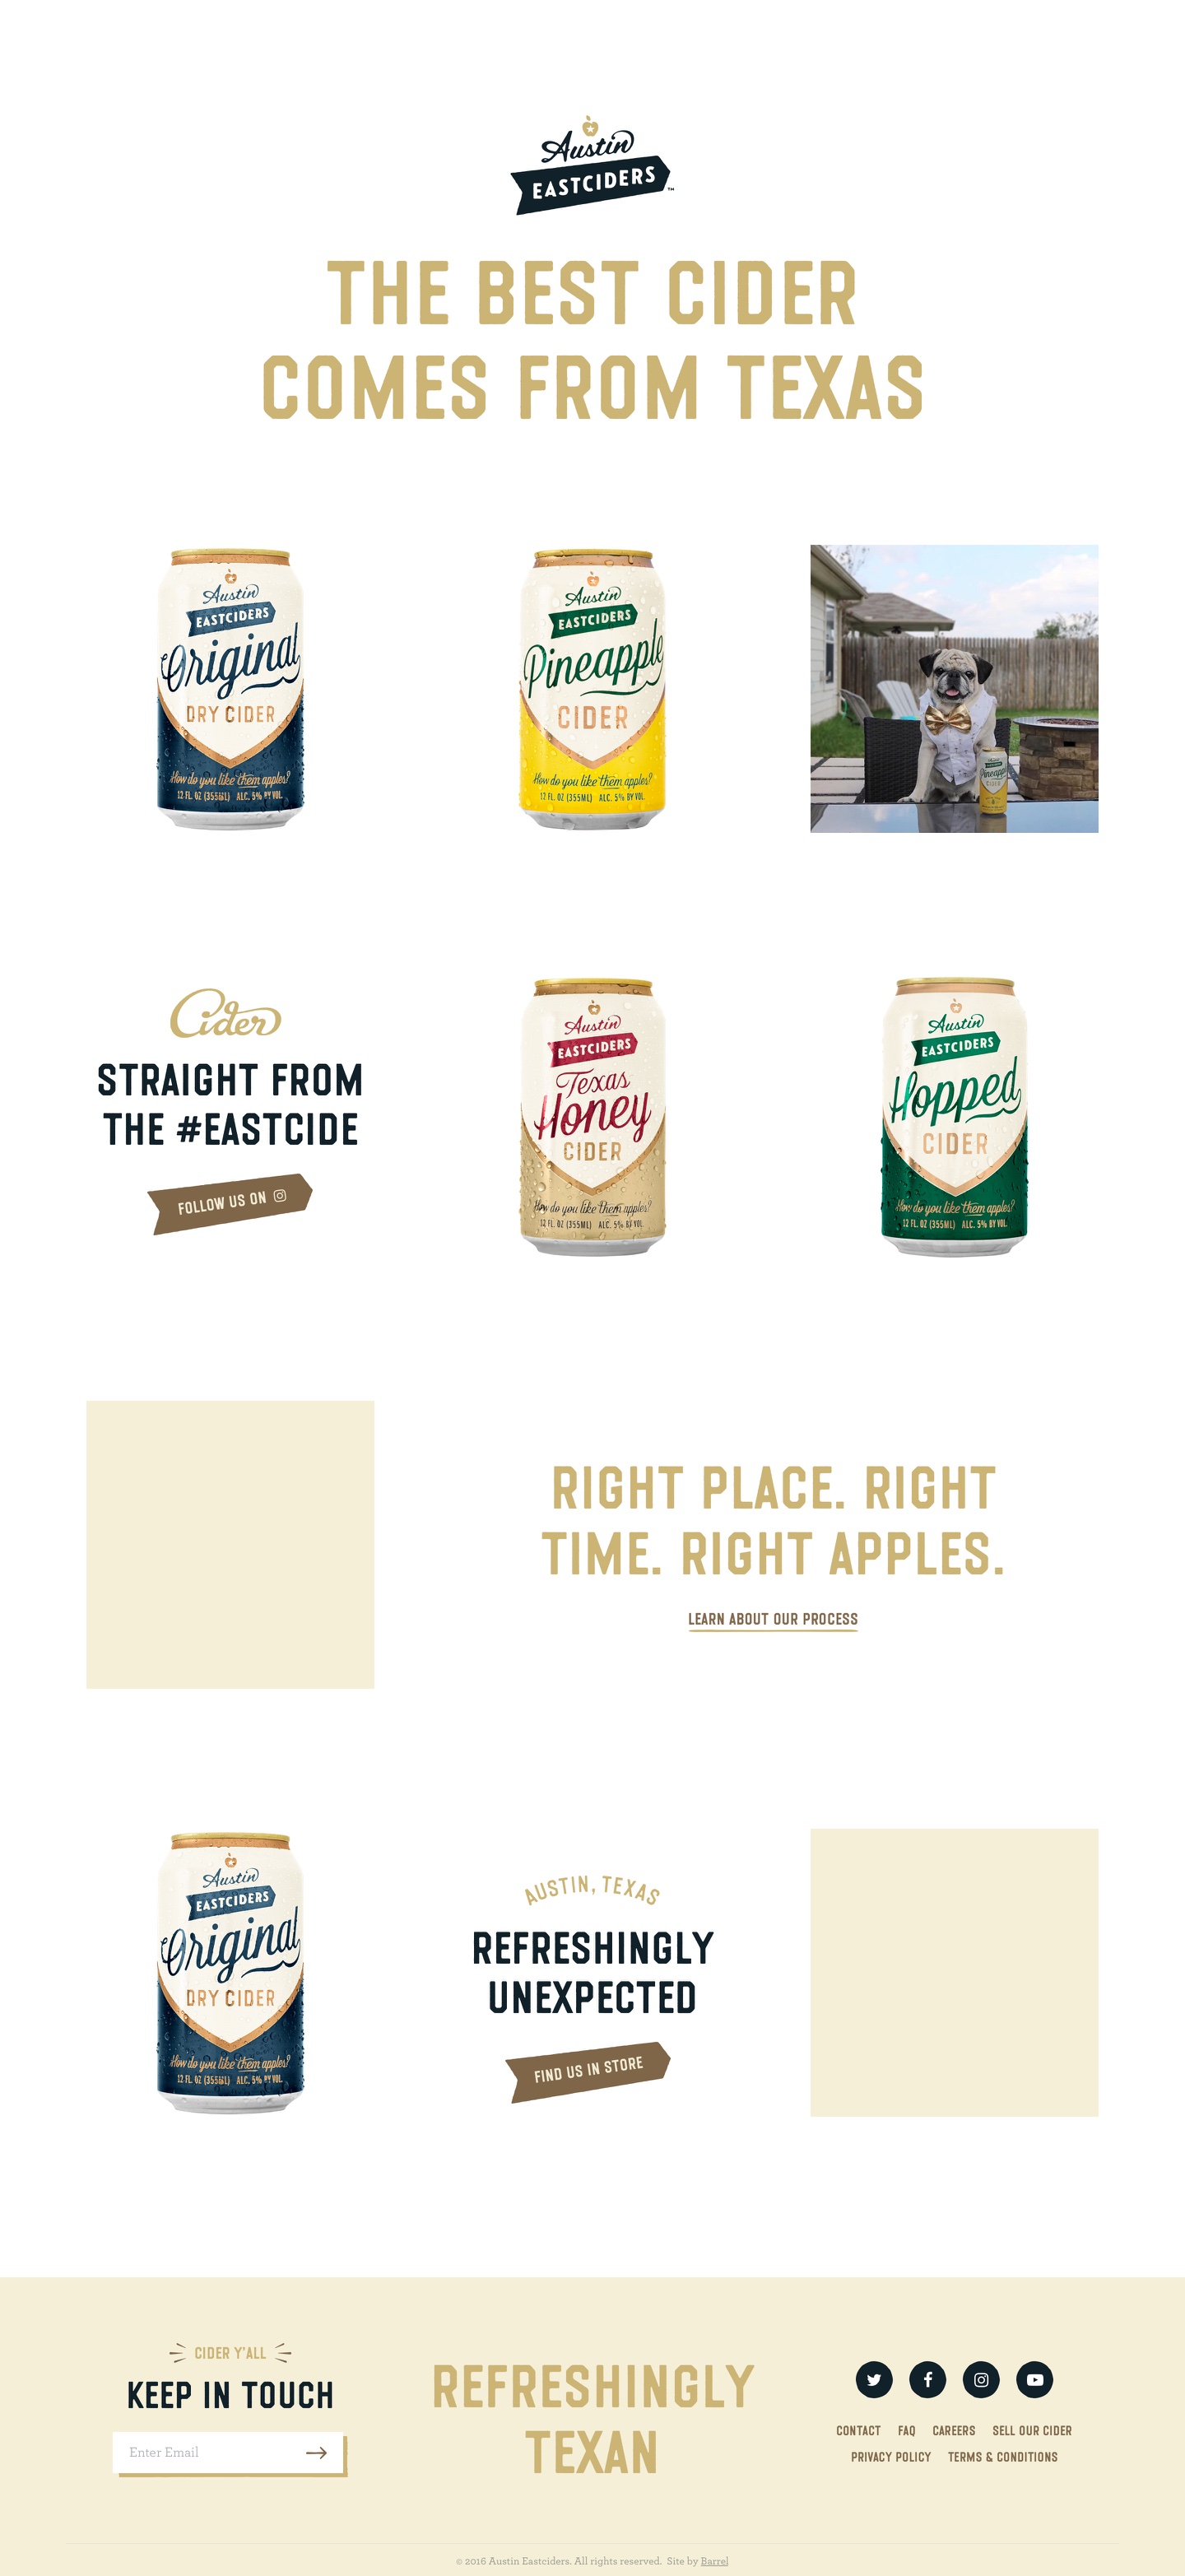 Austin
EASTCIDERS™
THE BEST CIDER
COMES FROM TEXAS
Austin
EASTCIDERS
Original
DRY CIDER
How do you like them apples?
12 FL. OZ (355ML) ALC. 5% BY VOL.
Austin
EASTCIDERS
Pineapple
CIDER
How do you like them apples?
12 FL. OZ (355ML) ALC. 5% BY VOL.
Pineapple
Cider
STRAIGHT FROM
THE #EASTCIDE
FOLLOW US ON
Austin
EASTCIDERS
Texas
Honey
CIDER
How do you like them apples?
12 FL. OZ (355ML) ALC. 5% BY VOL.
Austin
EASTCIDERS
Hopped
CIDER
How do you like them apples?
12 FL. OZ (355ML) ALC. 5% BY VOL.
RIGHT PLACE. RIGHT
TIME. RIGHT APPLES.
LEARN ABOUT OUR PROCESS
Austin
EASTCIDERS
Original
DRY CIDER
How do you like them apples?
12 FL. OZ (355ML) ALC. 5% BY VOL.
AUSTIN, TEXAS
REFRESHINGLY
UNEXPECTED
FIND US IN STORE
CIDER Y'ALL
KEEP IN TOUCH
Enter Email
REFRESHINGLY
TEXAN
CONTACT FAQ CAREERS SELL OUR CIDER
PRIVACY POLICY TERMS & CONDITIONS
© 2016 Austin Eastciders. All rights reserved. Site by Barrel